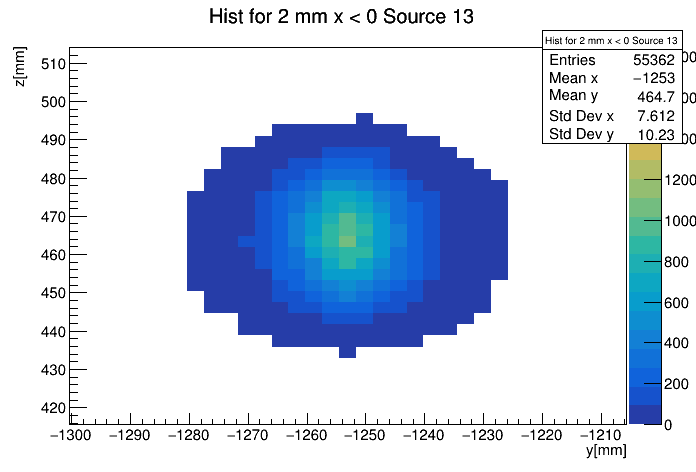 Hist for 2 mm x < 0 Source 13
z[mm]
Hist for 2 mm x < 0 Source 13
Entries 55362
Mean x −1253
Mean y 464.7
Std Dev x 7.612
Std Dev y 10.23
510
500
490
480
470
460
450
440
430
420
1200
1000
800
600
400
200
0
−1300 −1290 −1280 −1270 −1260 −1250 −1240 −1230 −1220 −1210
y[mm]